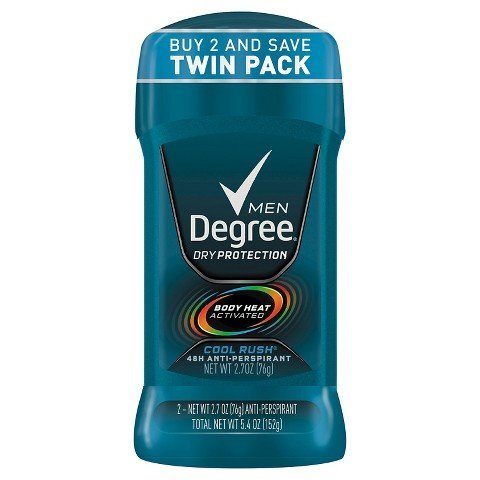 BUY 2 AND SAVE
TWIN PACK
MEN
Degree®
DRY PROTECTION
BODY HEAT
ACTIVATED
COOL RUSH®
48H ANTI-PERSPIRANT
NET WT 2.7OZ (76g)
2 - NET WT 2.7 OZ (76g) ANTI-PERSPIRANT
TOTAL NET WT 5.4 OZ (152g)